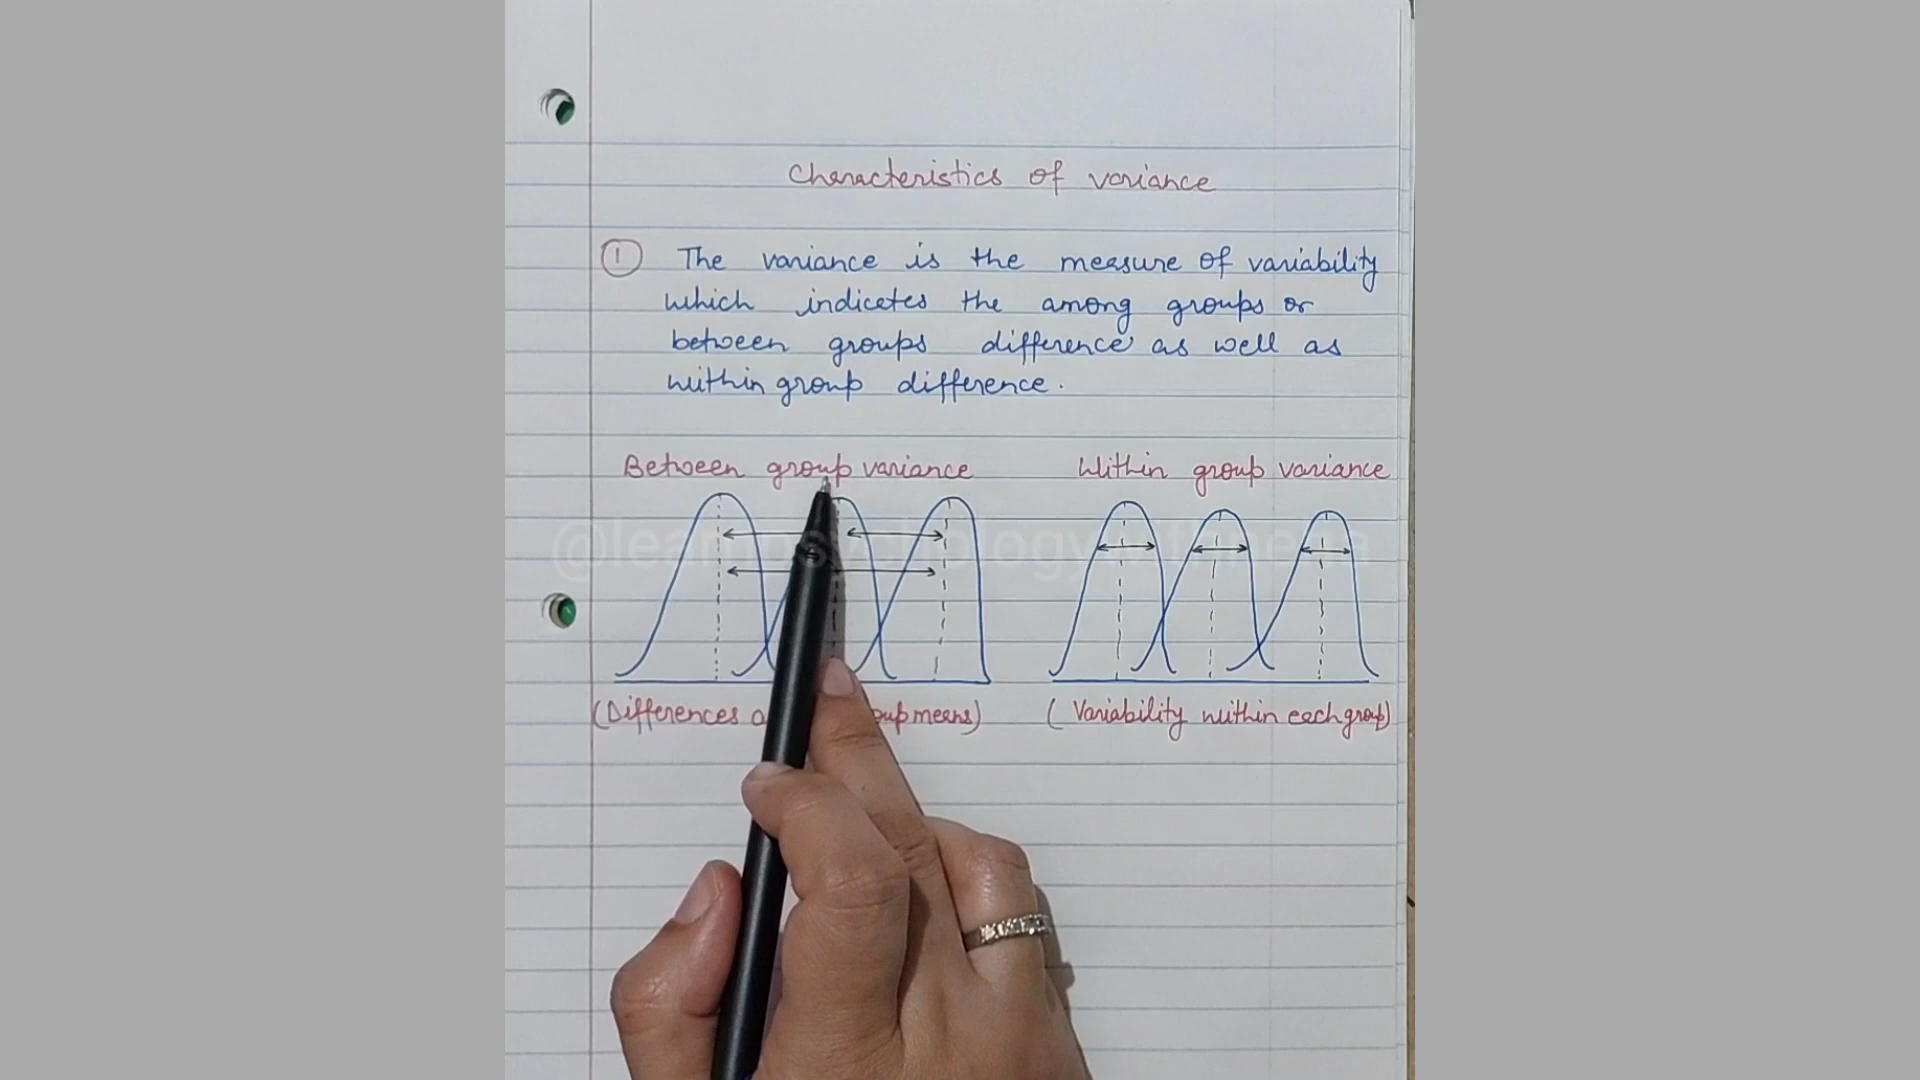 Characteristics of variance
1 The variance is the measure of variability
which indicates the among groups or
between groups difference as well as
within group difference.
Between group variance
Within group variance
(Differences means)
(Variability within each group)